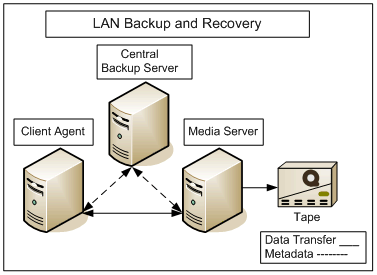 LAN Backup and Recovery
Central
Backup Server
Client Agent
Media Server
Tape
Data Transfer ___
Metadata --------